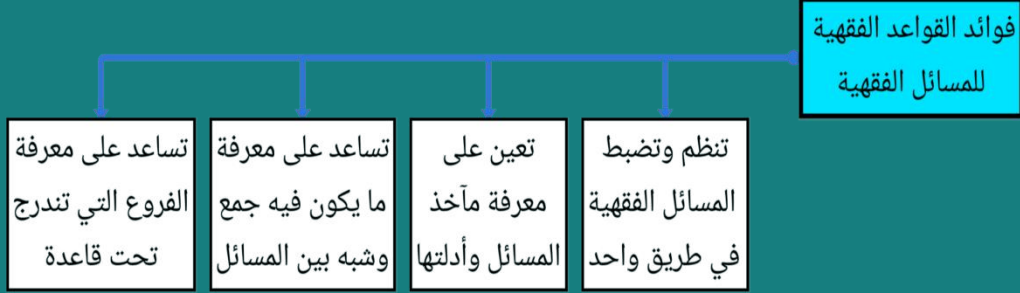 فوائد القواعد الفقهية
للمسائل الفقهية
تنظم وتضبط
المسائل الفقهية
في طريق واحد
تعين على
معرفة مآخذ
المسائل وأدلتها
تساعد على معرفة
ما يكون فيه جمع
وشبه بين المسائل
تساعد على معرفة
الفروع التي تندرج
تحت قاعدة